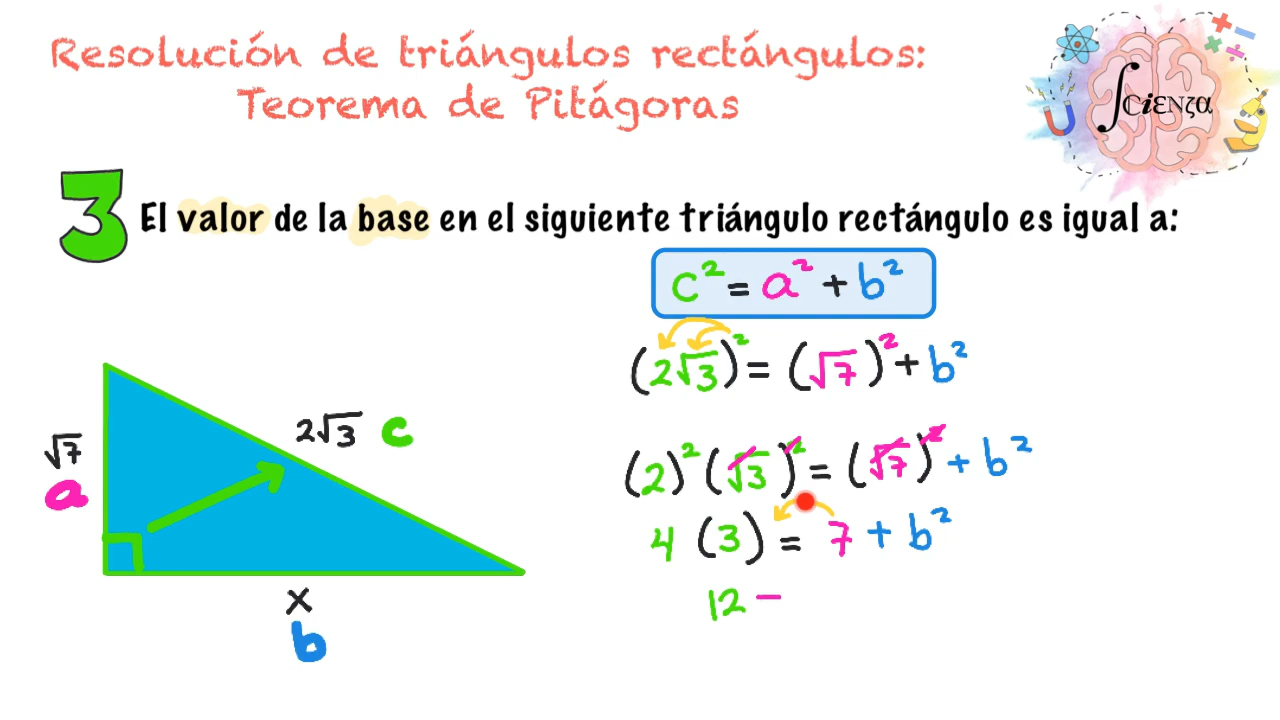 Resolución de triángulos rectángulos:
Teorema de Pitágoras
∫CiENζα
3 El valor de la base en el siguiente triángulo rectángulo es igual a:
c² = a² + b²
(2√3)² = (√7)² + b²
√7
a
2√3 c
(2)² (√3)² = (√7)² + b²
4 (3) = 7 + b²
12 −
x
b